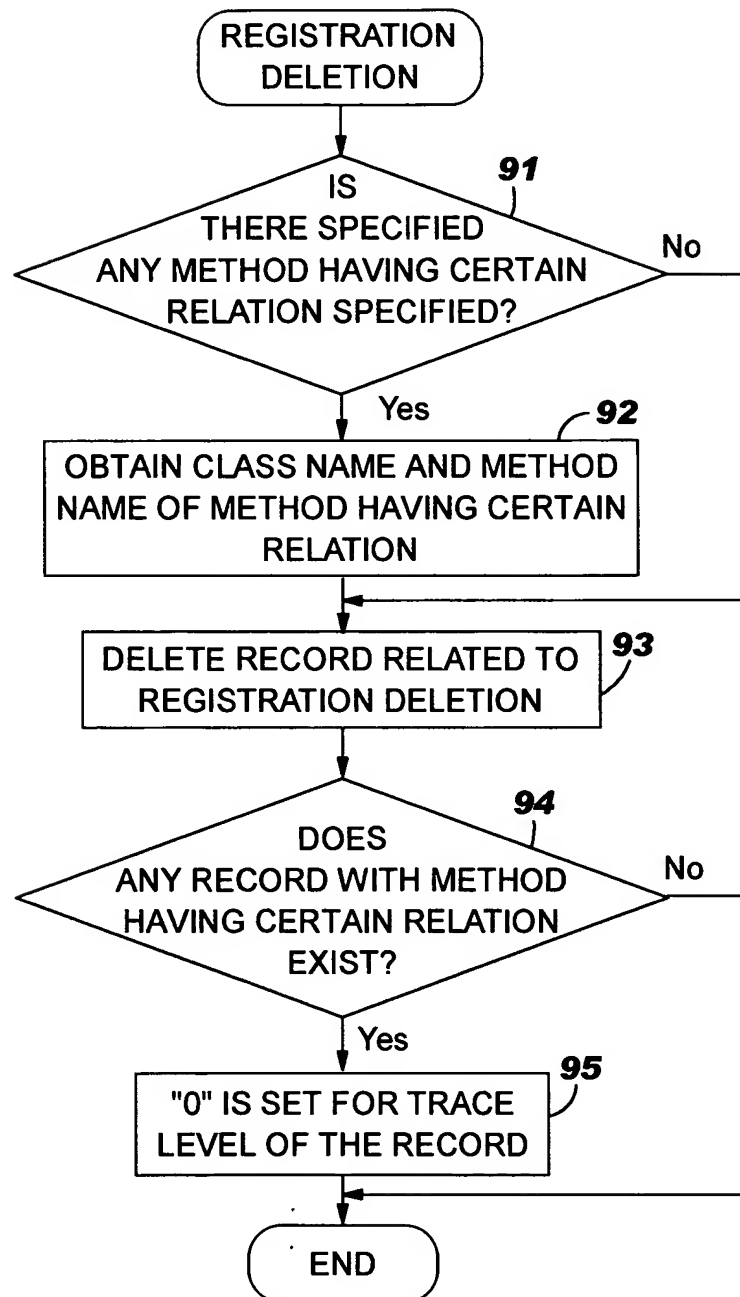 REGISTRATION
DELETION
91
IS
THERE SPECIFIED
ANY METHOD HAVING CERTAIN
RELATION SPECIFIED?
No
Yes
92
OBTAIN CLASS NAME AND METHOD
NAME OF METHOD HAVING CERTAIN
RELATION
93
DELETE RECORD RELATED TO
REGISTRATION DELETION
94
DOES
ANY RECORD WITH METHOD
HAVING CERTAIN RELATION
EXIST?
No
Yes
95
"0" IS SET FOR TRACE
LEVEL OF THE RECORD
END